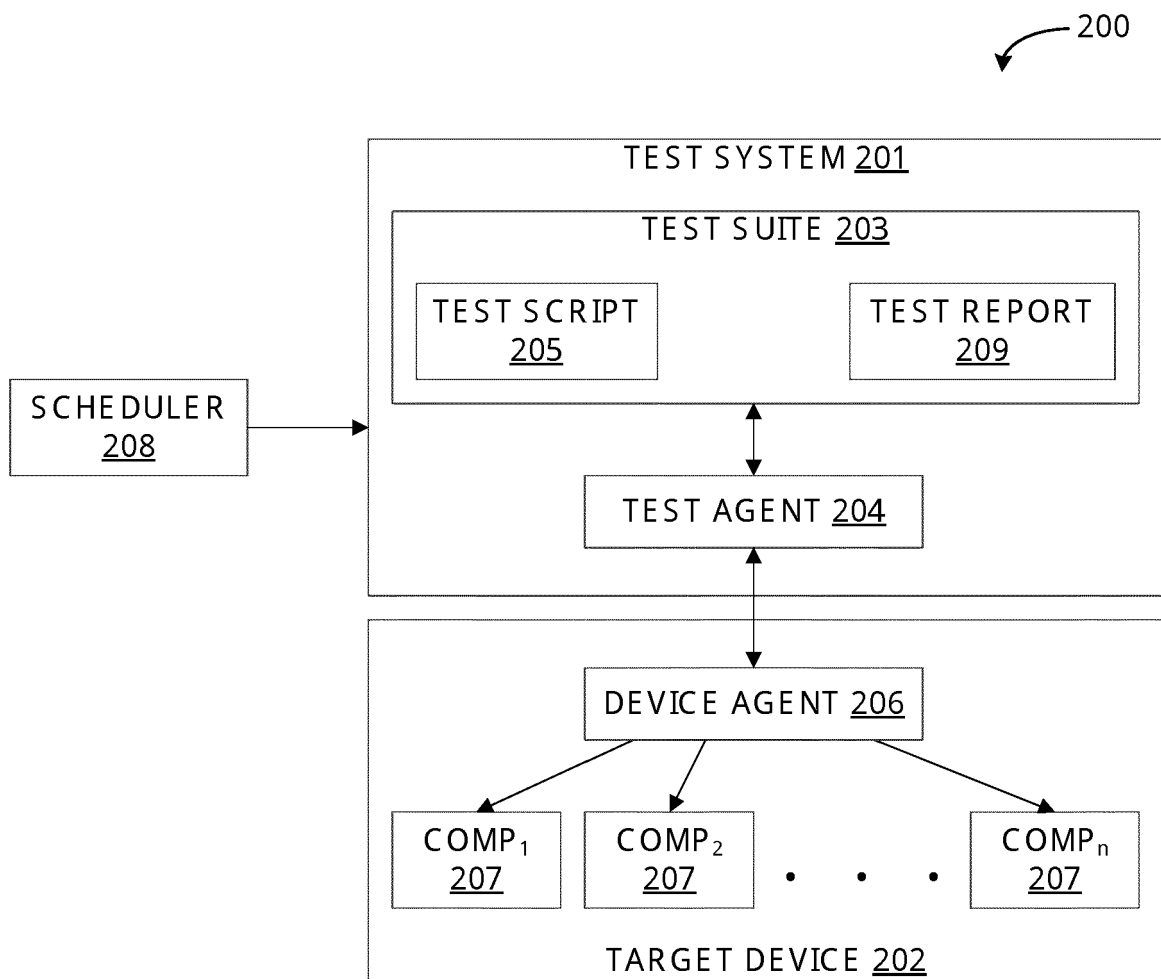 200
TEST SYSTEM 201
TEST SUITE 203
TEST SCRIPT
205
TEST REPORT
209
SCHEDULER
208
TEST AGENT 204
DEVICE AGENT 206
COMP₁
207
COMP₂
207
. . .
COMPₙ
207
TARGET DEVICE 202